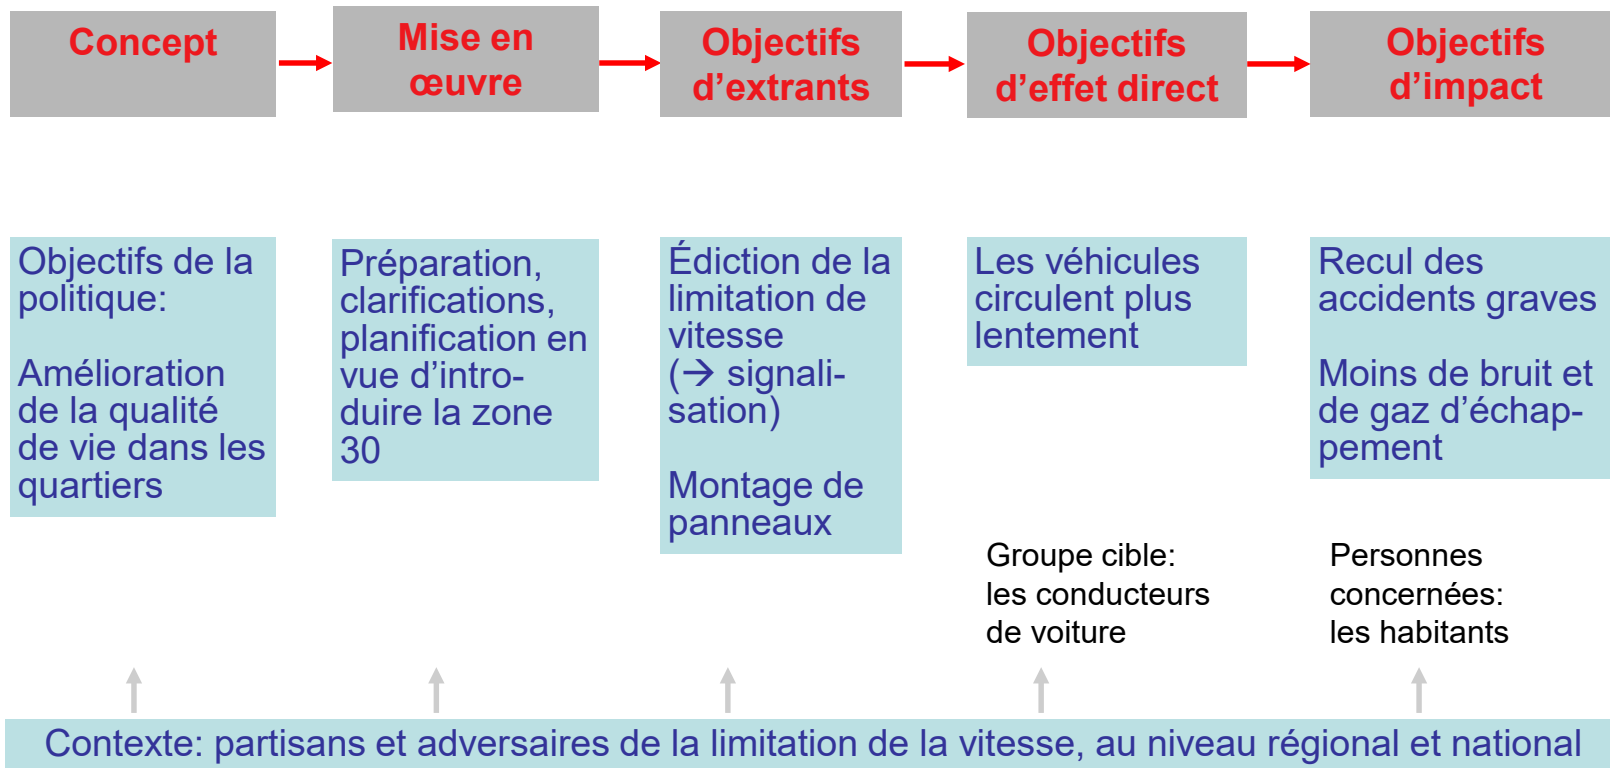 Concept
Mise en
œuvre
Objectifs
d’extrants
Objectifs
d’effet direct
Objectifs
d’impact
Objectifs de la
politique:
Amélioration
de la qualité
de vie dans les
quartiers
Préparation,
clarifications,
planification en
vue d’intro-
duire la zone
30
Édiction de la
limitation de
vitesse
(→ signali-
sation)
Montage de
panneaux
Les véhicules
circulent plus
lentement
Recul des
accidents graves
Moins de bruit et
de gaz d’échap-
pement
Groupe cible:
les conducteurs
de voiture
Personnes
concernées:
les habitants
Contexte: partisans et adversaires de la limitation de la vitesse, au niveau régional et national